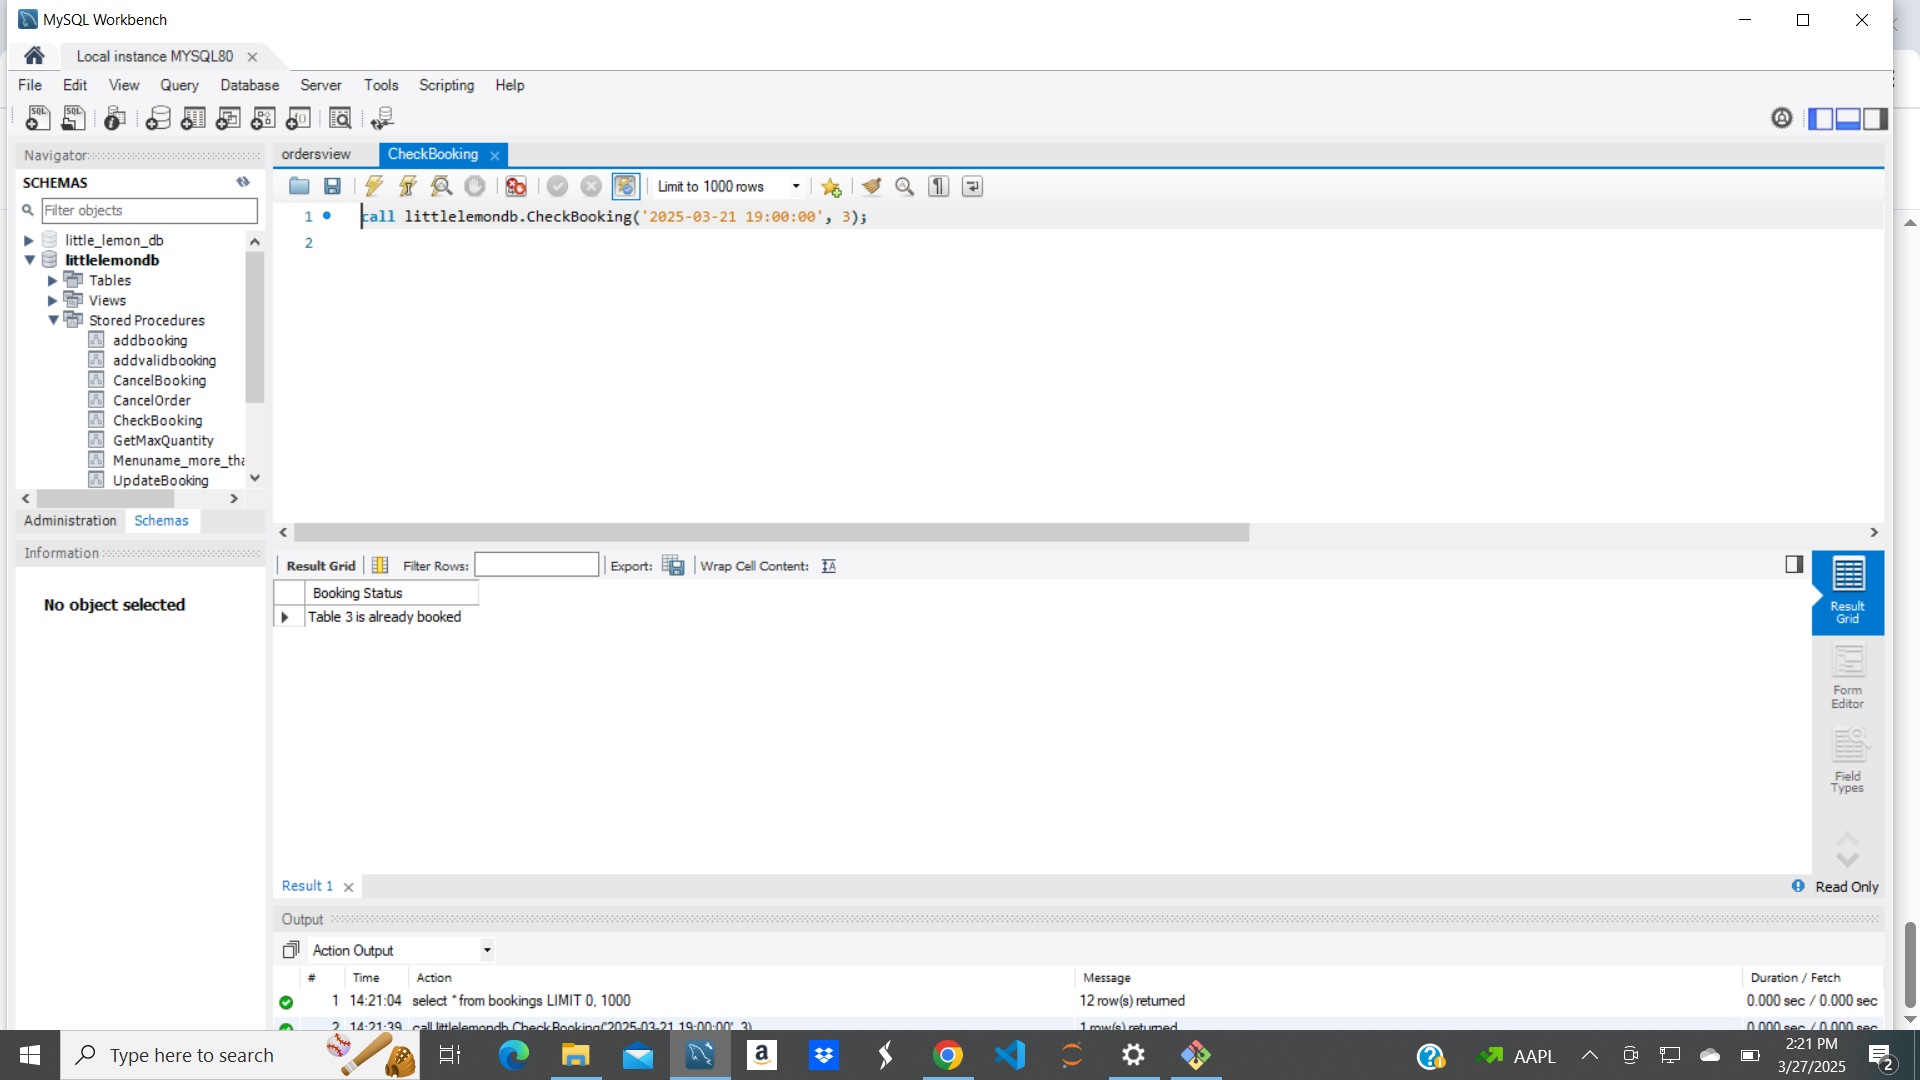 MySQL Workbench
Local instance MYSQL80
File Edit View Query Database Server Tools Scripting Help
Navigator
SCHEMAS
Filter objects
little_lemon_db
littlelemondb
Tables
Views
Stored Procedures
addbooking
addvalidbooking
CancelBooking
CancelOrder
CheckBooking
GetMaxQuantity
Menuname_more_tha
UpdateBooking
Administration Schemas
Information
No object selected
ordersview CheckBooking
Limit to 1000 rows
1 call littlelemondb.CheckBooking('2025-03-21 19:00:00', 3);
2
Result Grid Filter Rows: Export: Wrap Cell Content:
Booking Status
Table 3 is already booked
Result
Grid
Form
Editor
Field
Types
Result 1
Read Only
Output
Action Output
# Time Action Message Duration / Fetch
1 14:21:04 select * from bookings LIMIT 0, 1000 12 row(s) returned 0.000 sec / 0.000 sec
2 14:21:39 call littlelemondb.CheckBooking('2025-03-21 19:00:00', 3) 1 row(s) returned 0.000 sec / 0.000 sec
Type here to search
AAPL
2:21 PM
3/27/2025
2